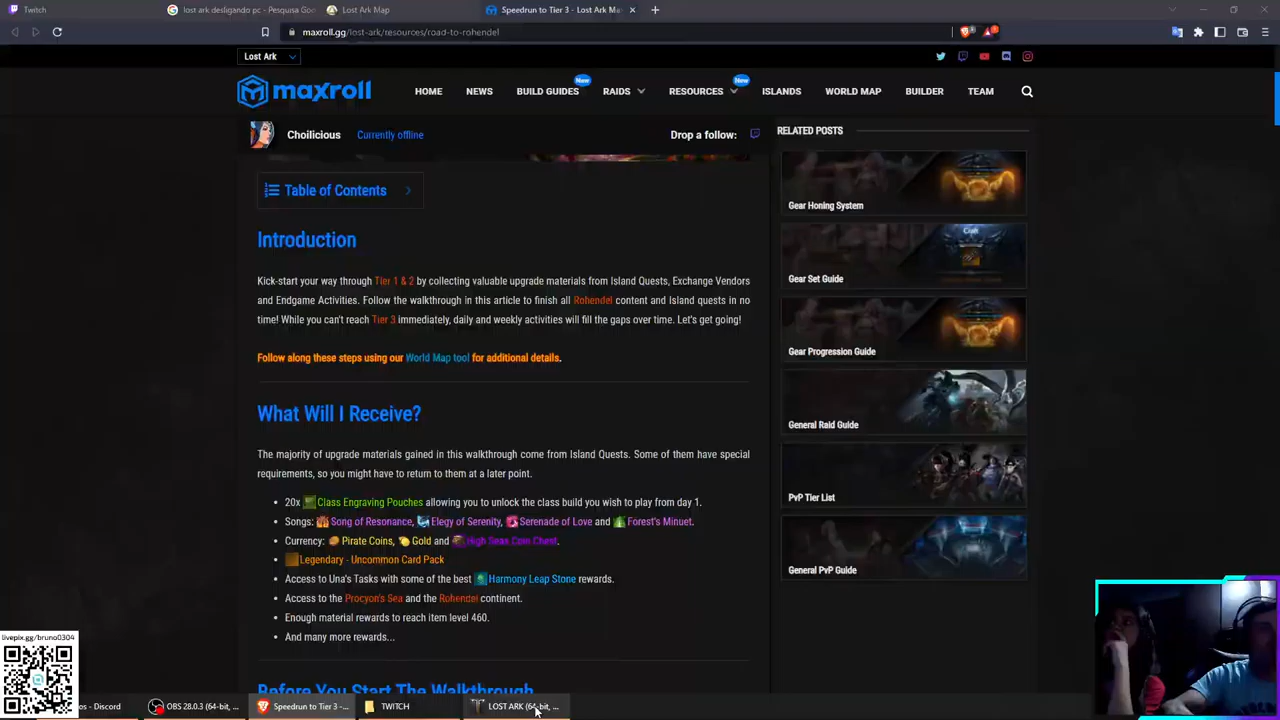 Twitch
lost ark desligando pc - Pesquisa Goo
Lost Ark Map
Speedrun to Tier 3 - Lost Ark Ma
maxroll.gg/lost-ark/resources/road-to-rohendel
Lost Ark
maxroll
HOME
NEWS
BUILD GUIDES
New
RAIDS
RESOURCES
New
ISLANDS
WORLD MAP
BUILDER
TEAM
Choilicious
Currently offline
Drop a follow:
RELATED POSTS
Table of Contents
Gear Honing System
Introduction
Craft
Gear Set Guide
Kick-start your way through Tier 1 & 2 by collecting valuable upgrade materials from Island Quests, Exchange Vendors
and Endgame Activities. Follow the walkthrough in this article to finish all Rohendel content and Island quests in no
time! While you can't reach Tier 3 immediately, daily and weekly activities will fill the gaps over time. Let's get going!
Gear Progression Guide
Follow along these steps using our World Map tool for additional details.
What Will I Receive?
General Raid Guide
The majority of upgrade materials gained in this walkthrough come from Island Quests. Some of them have special
requirements, so you might have to return to them at a later point.
PvP Tier List
• 20x Class Engraving Pouches allowing you to unlock the class build you wish to play from day 1.
• Songs: Song of Resonance, Elegy of Serenity, Serenade of Love and Forest's Minuet.
• Currency: Pirate Coins, Gold and High Seas Coin Chest.
• Legendary - Uncommon Card Pack
General PvP Guide
• Access to Una's Tasks with some of the best Harmony Leap Stone rewards.
• Access to the Procyon's Sea and the Rohendel continent.
• Enough material rewards to reach item level 460.
• And many more rewards...
livepix.gg/bruno0304
Before You Start The Walkthrough
os - Discord
OBS 28.0.3 (64-bit, ...
Speedrun to Tier 3 -...
TWITCH
LOST ARK (64-bit, ...